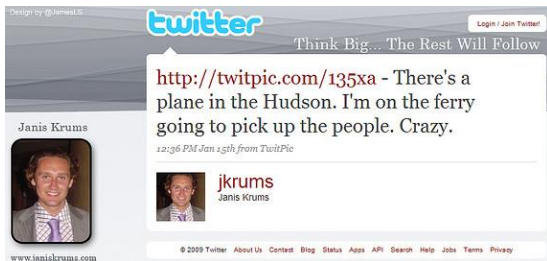 Design by @JamesLS
twitter
Login / Join Twitter!
Think Big... The Rest Will Follow
http://twitpic.com/135xa - There's a
plane in the Hudson. I'm on the ferry
going to pick up the people. Crazy.
12:36 PM Jan 15th from TwitPic
Janis Krums
jkrums
Janis Krums
www.janiskrums.com
© 2009 Twitter About Us Contact Blog Status Apps API Search Help Jobs Terms Privacy